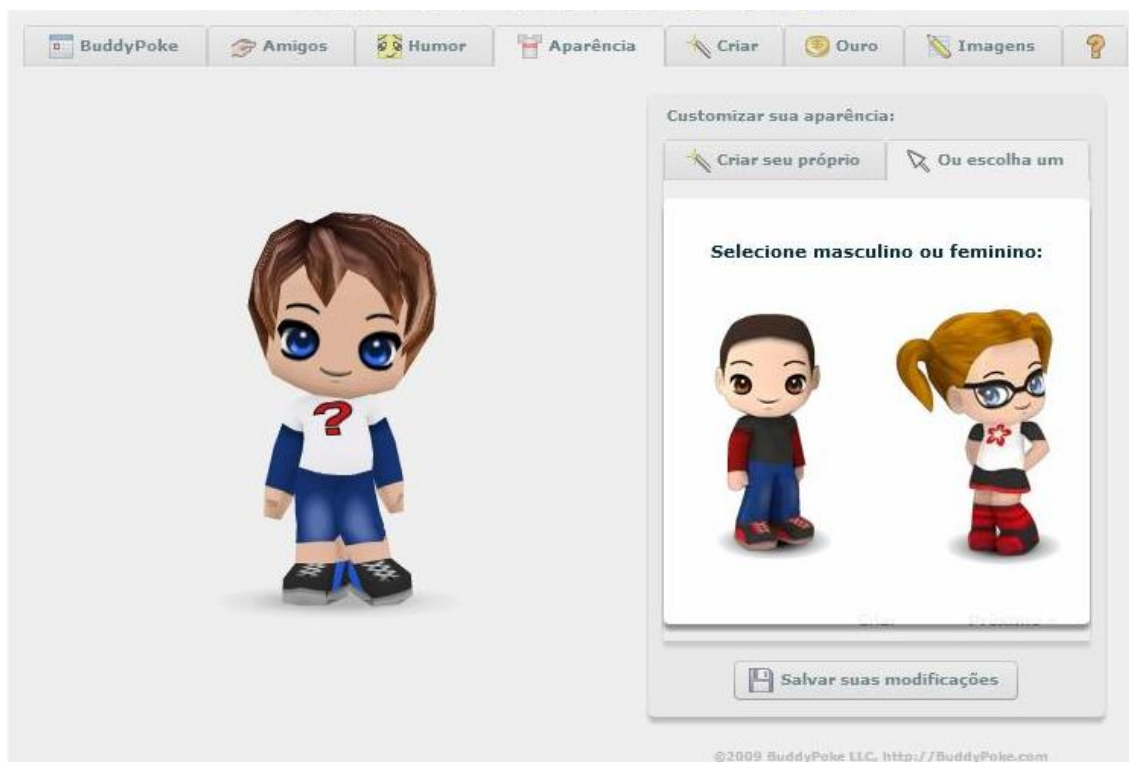 BuddyPoke Amigos Humor Aparência Criar Ouro Imagens ?
Customizar sua aparência:
Criar seu próprio Ou escolha um
Selecione masculino ou feminino:
?
Salvar suas modificações
©2009 BuddyPoke LLC, http://BuddyPoke.com